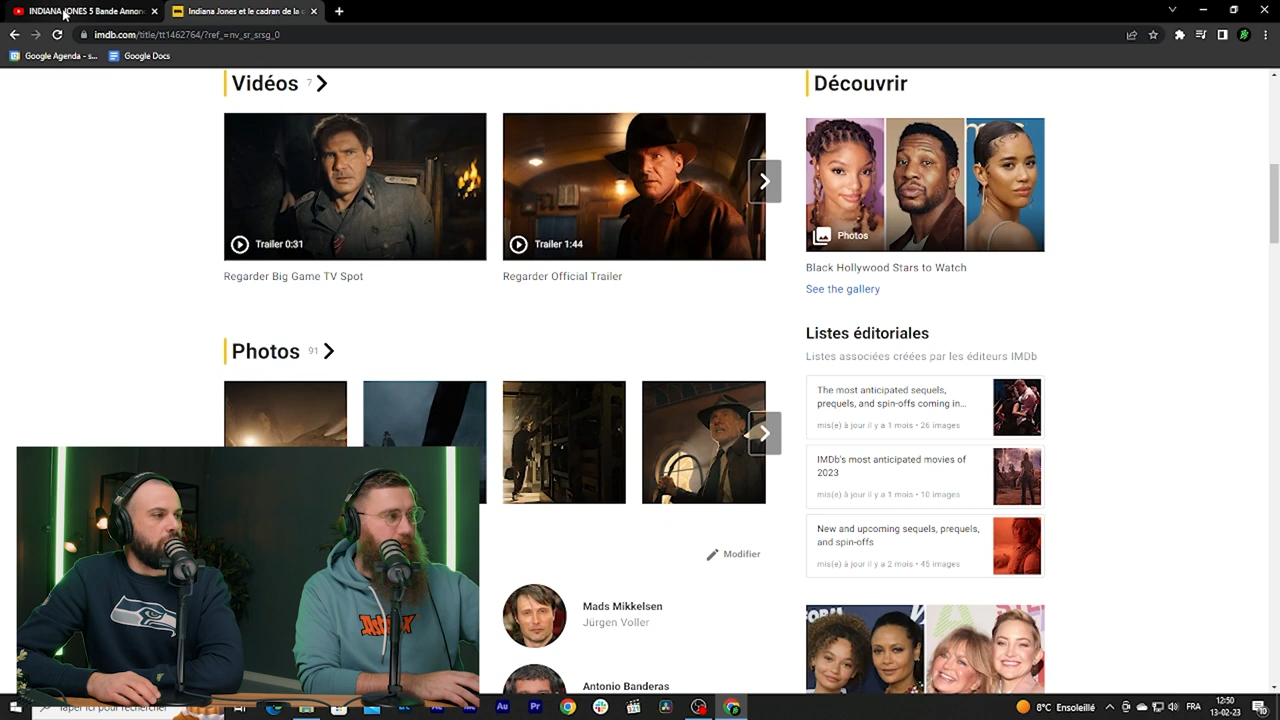 INDIANA JONES 5 Bande Annon
Indiana Jones et le cadran de la
imdb.com/title/tt1462764/?ref_=nv_sr_srsg_0
Google Agenda - s...
Google Docs
Vidéos 7
Découvrir
Trailer 0:31
Trailer 1:44
Photos
Regarder Big Game TV Spot
Regarder Official Trailer
Black Hollywood Stars to Watch
See the gallery
Photos 91
Listes éditoriales
Listes associées créées par les éditeurs IMDb
The most anticipated sequels,
prequels, and spin-offs coming in...
mis(e) à jour il y a 1 mois • 26 images
IMDb's most anticipated movies of
2023
mis(e) à jour il y a 1 mois • 10 images
New and upcoming sequels, prequels,
and spin-offs
mis(e) à jour il y a 2 mois • 45 images
Modifier
Mads Mikkelsen
Jürgen Voller
Antonio Banderas
Taper ici pour rechercher
Au
Pr
8°C Ensoleillé
FRA
12:50
13-02-23